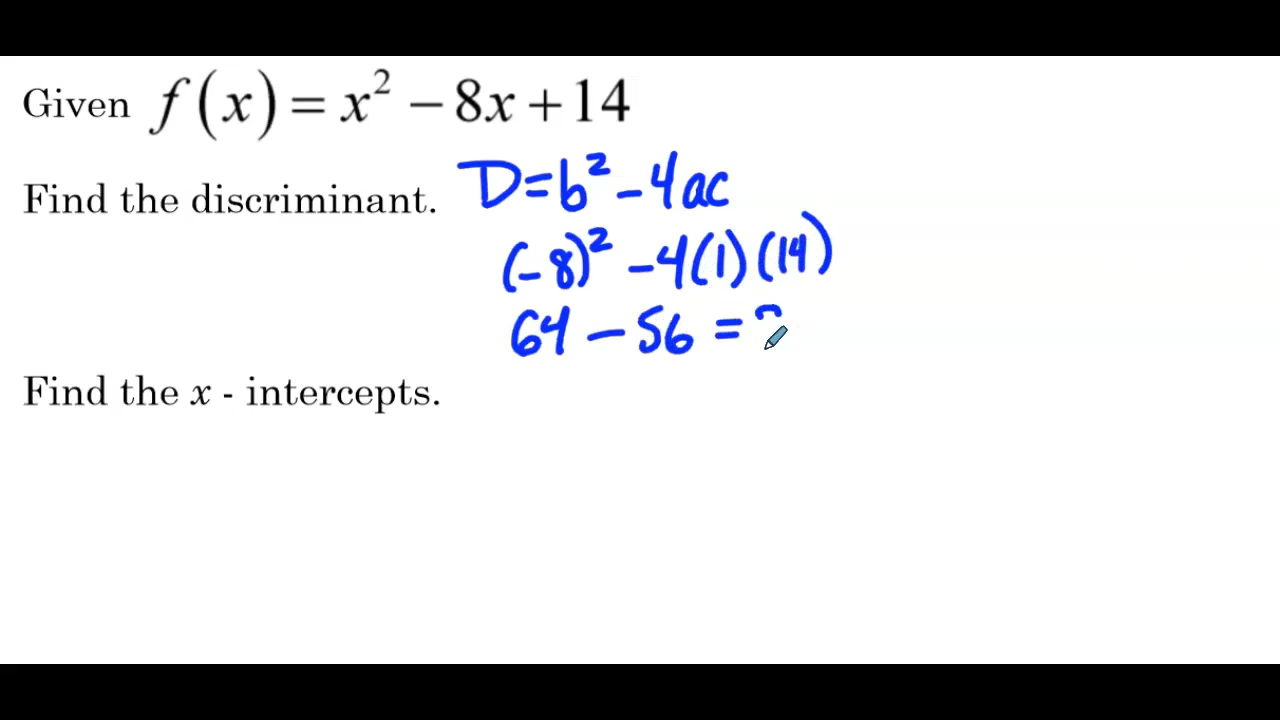 Given f(x) = x² − 8x + 14
Find the discriminant. D = b² − 4ac
(−8)² − 4(1)(14)
64 − 56 =
Find the x - intercepts.